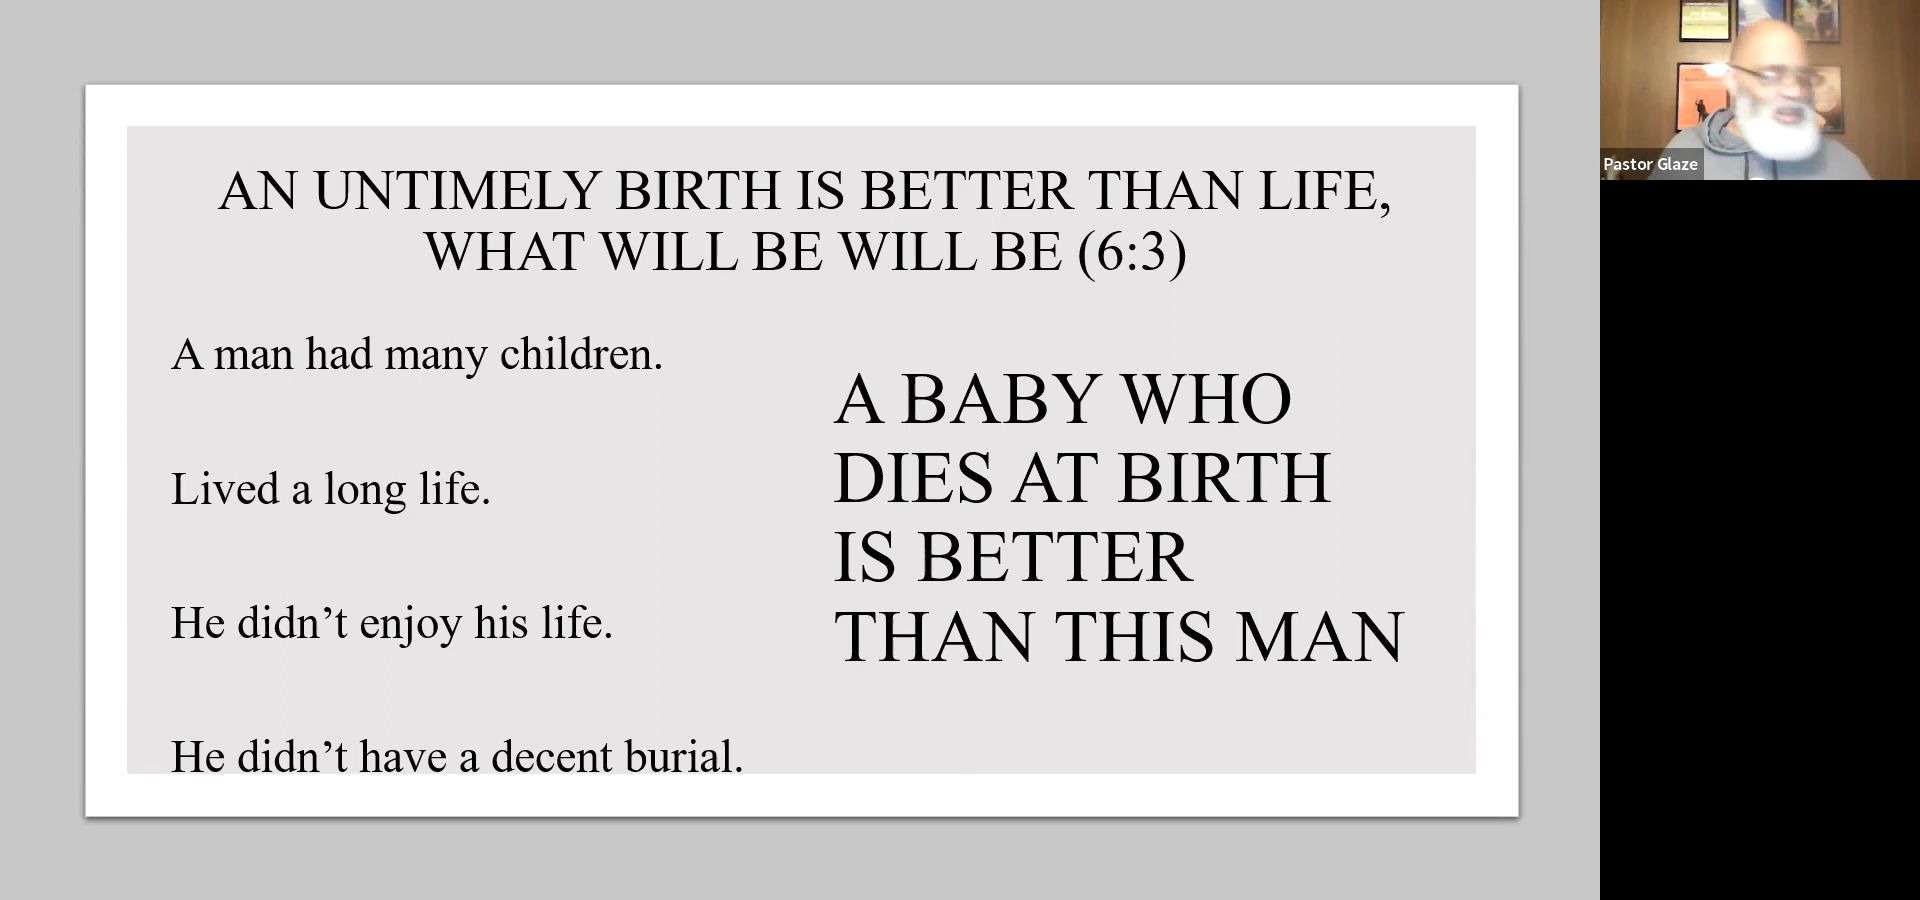 AN UNTIMELY BIRTH IS BETTER THAN LIFE,
WHAT WILL BE WILL BE (6:3)
A man had many children.
Lived a long life.
He didn’t enjoy his life.
He didn’t have a decent burial.
A BABY WHO
DIES AT BIRTH
IS BETTER
THAN THIS MAN
Pastor Glaze